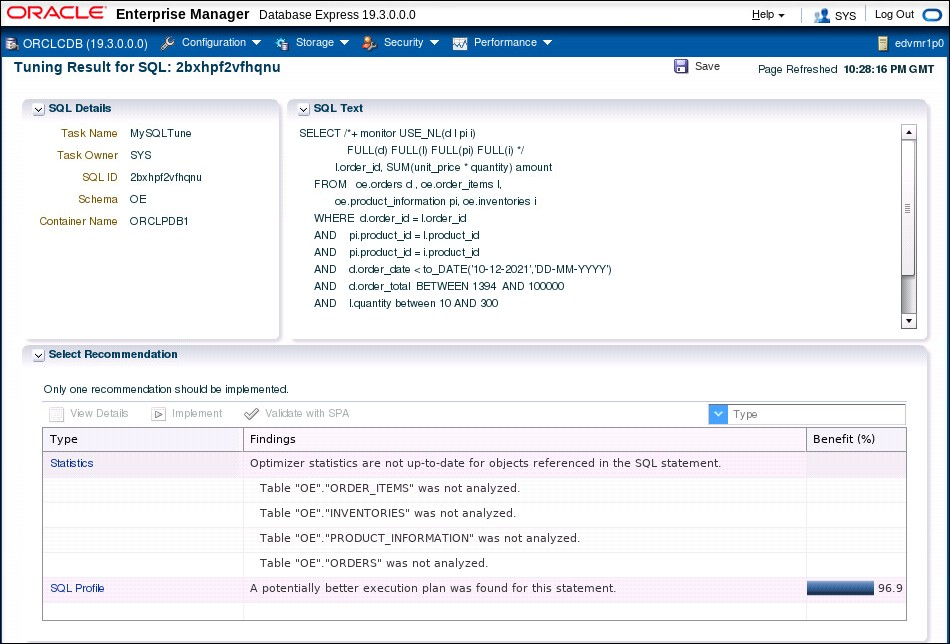 ORACLE Enterprise Manager Database Express 19.3.0.0.0
Help SYS Log Out
ORCLCDB (19.3.0.0.0) Configuration Storage Security Performance edvmr1p0
Tuning Result for SQL: 2bxhpf2vfhqnu Save Page Refreshed 10:28:16 PM GMT
SQL Details
Task Name MySQLTune
Task Owner SYS
SQL ID 2bxhpf2vfhqnu
Schema OE
Container Name ORCLPDB1
SQL Text
SELECT /*+ monitor USE_NL(d l pi i)
FULL(d) FULL(l) FULL(pi) FULL(i) */
l.order_id, SUM(unit_price * quantity) amount
FROM oe.orders d , oe.order_items l,
oe.product_information pi, oe.inventories i
WHERE d.order_id = l.order_id
AND pi.product_id = l.product_id
AND pi.product_id = i.product_id
AND d.order_date < to_DATE('10-12-2021','DD-MM-YYYY')
AND d.order_total BETWEEN 1394 AND 100000
AND l.quantity between 10 AND 300
Select Recommendation
Only one recommendation should be implemented.
View Details Implement Validate with SPA Type
Type Findings Benefit (%)
Statistics Optimizer statistics are not up-to-date for objects referenced in the SQL statement.
Table "OE"."ORDER_ITEMS" was not analyzed.
Table "OE"."INVENTORIES" was not analyzed.
Table "OE"."PRODUCT_INFORMATION" was not analyzed.
Table "OE"."ORDERS" was not analyzed.
SQL Profile A potentially better execution plan was found for this statement. 96.9